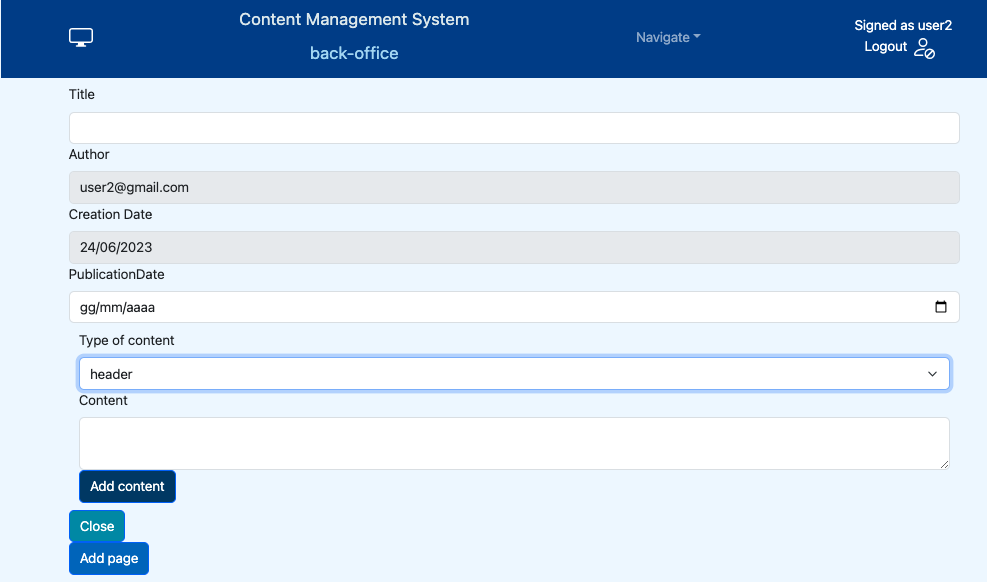 Content Management System
back-office
Navigate
Signed as user2
Logout
Title
Author
user2@gmail.com
Creation Date
24/06/2023
PublicationDate
gg/mm/aaaa
Type of content
header
Content
Add content
Close
Add page